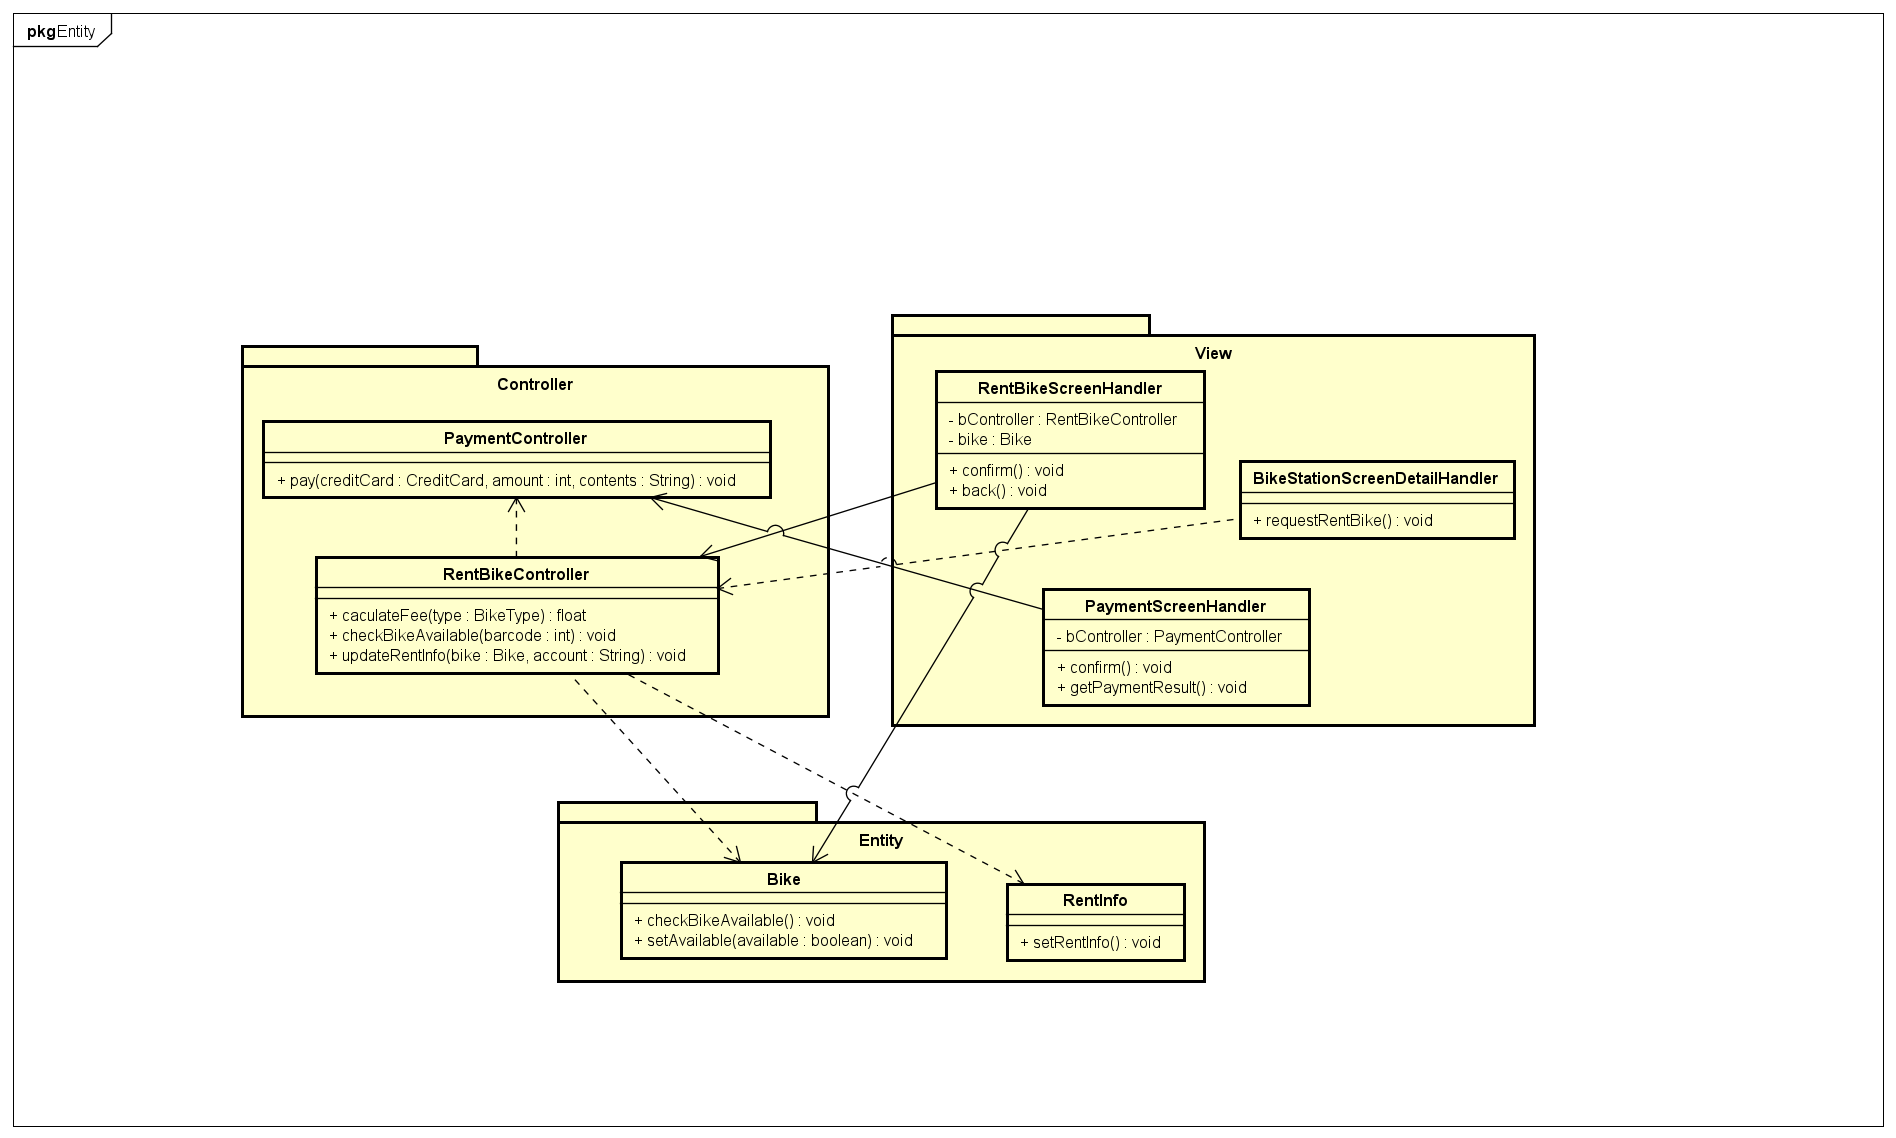 pkg Entity
Controller
PaymentController
+ pay(creditCard : CreditCard, amount : int, contents : String) : void
RentBikeController
+ caculateFee(type : BikeType) : float
+ checkBikeAvailable(barcode : int) : void
+ updateRentInfo(bike : Bike, account : String) : void
View
RentBikeScreenHandler
- bController : RentBikeController
- bike : Bike
+ confirm() : void
+ back() : void
BikeStationScreenDetailHandler
+ requestRentBike() : void
PaymentScreenHandler
- bController : PaymentController
+ confirm() : void
+ getPaymentResult() : void
Entity
Bike
+ checkBikeAvailable() : void
+ setAvailable(available : boolean) : void
RentInfo
+ setRentInfo() : void